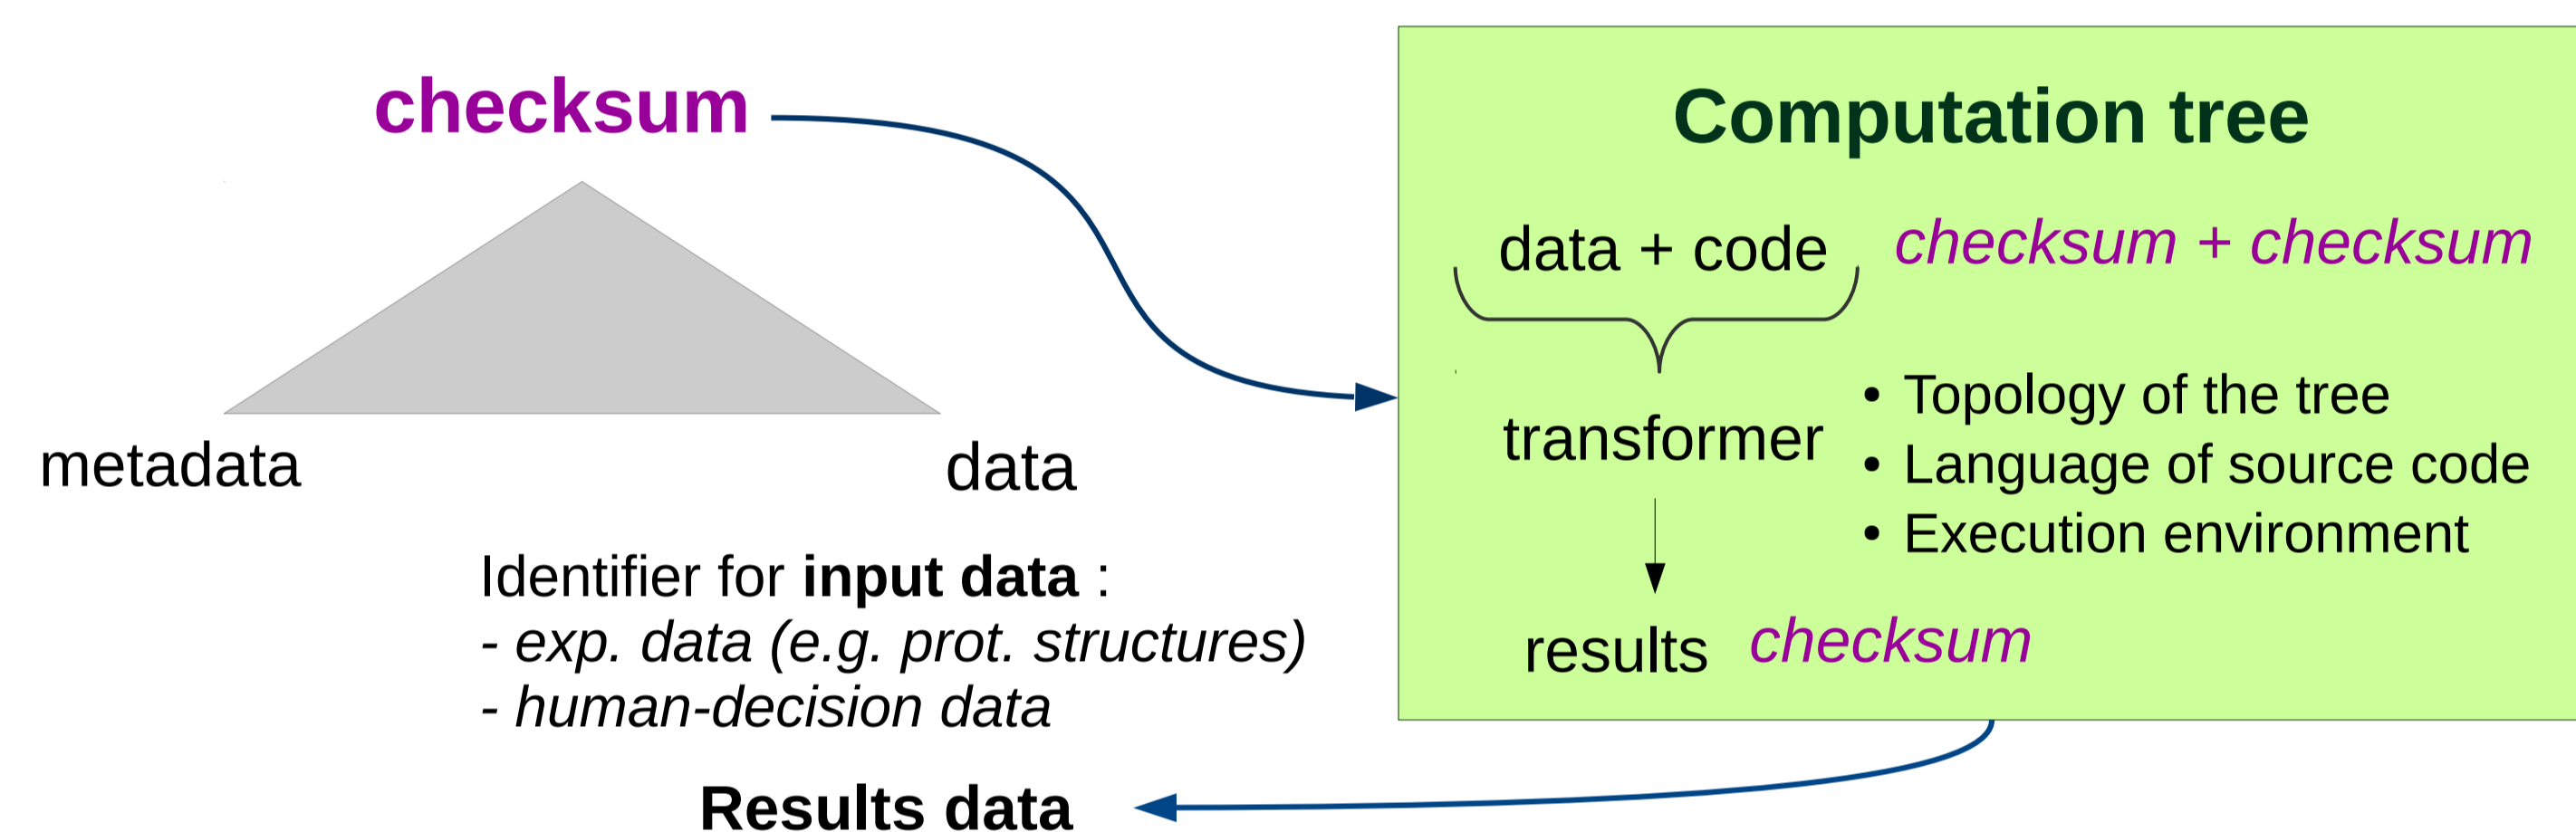 checksum
metadata
data
Identifier for input data :
- exp. data (e.g. prot. structures)
- human-decision data
Results data
Computation tree
data + code
checksum + checksum
transformer
• Topology of the tree
• Language of source code
• Execution environment
results
checksum